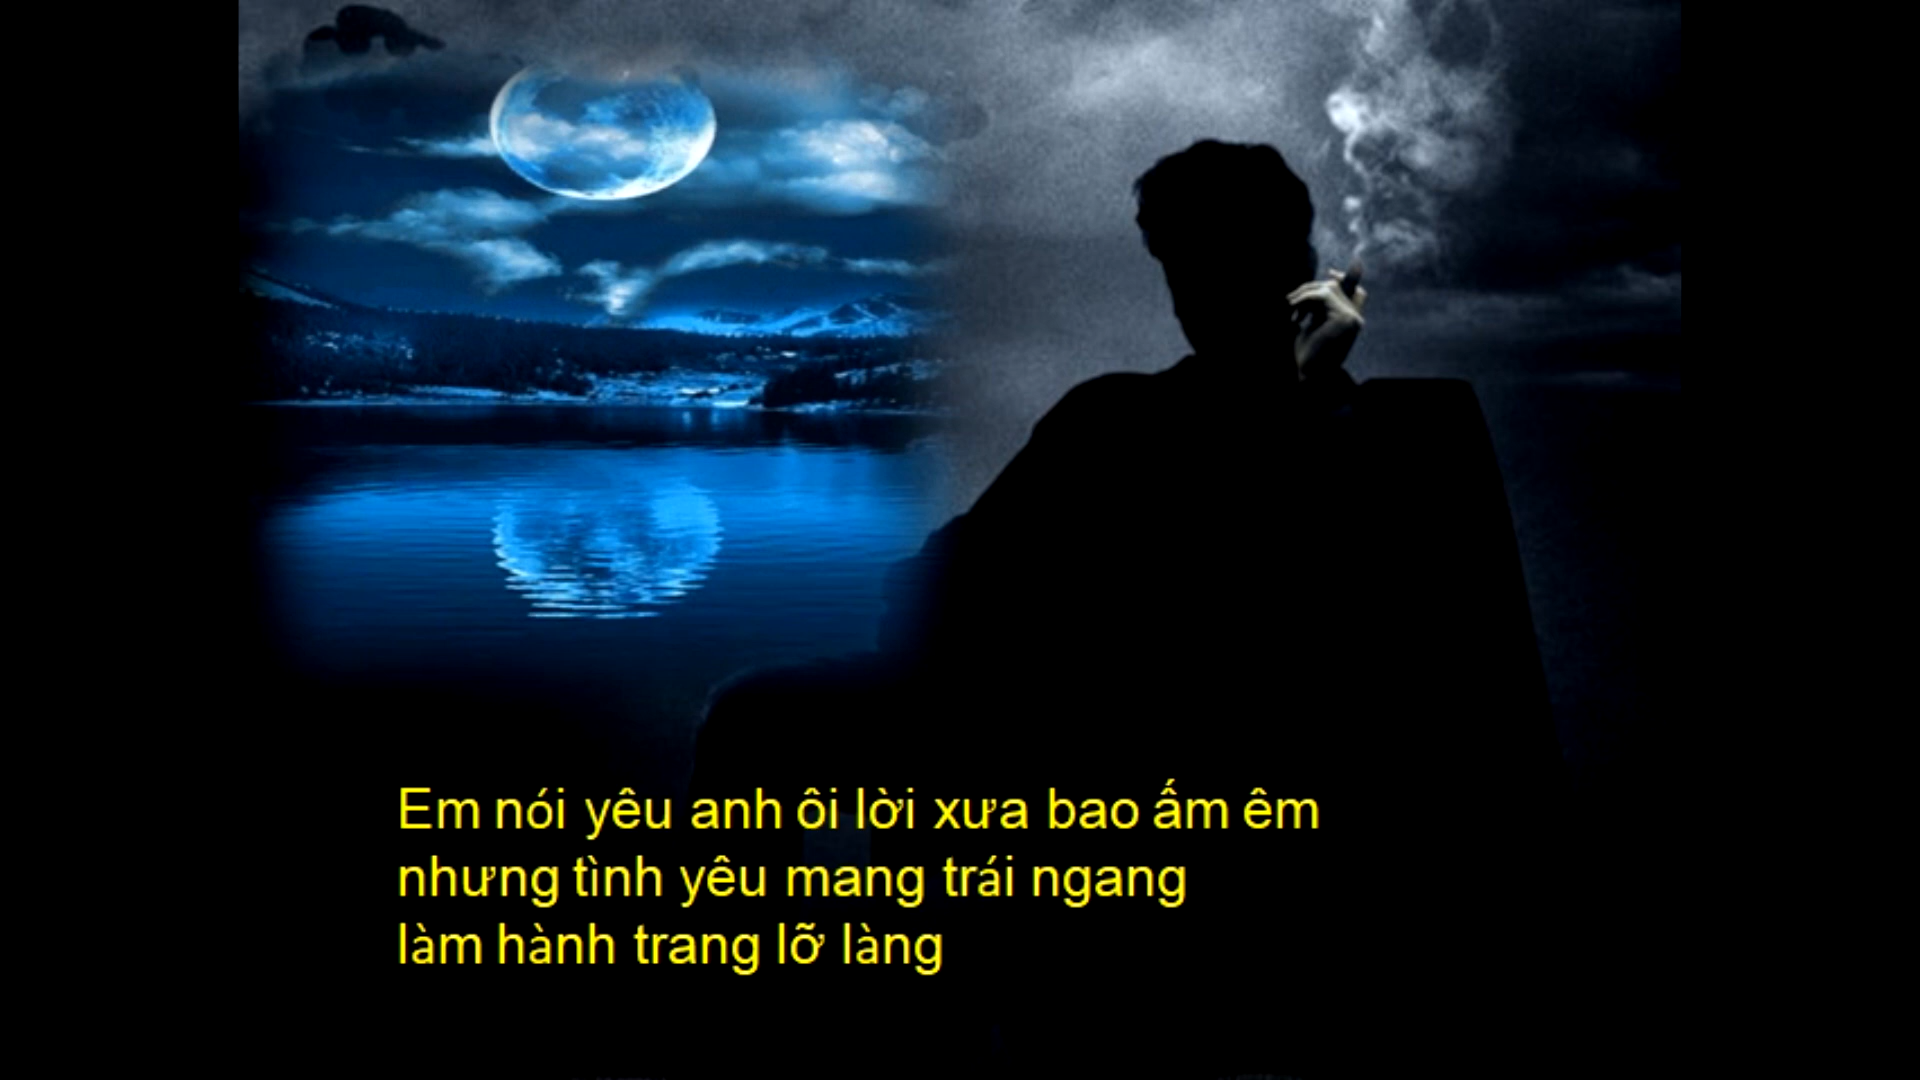 Em nói yêu anh ôi lời xưa bao ấm êm
nhưng tình yêu mang trái ngang
làm hành trang lỡ làng